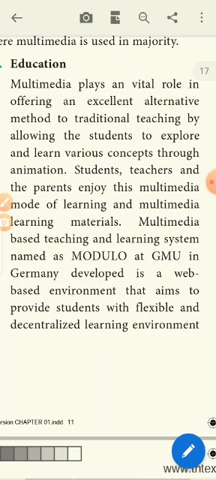 ere multimedia is used in majority.
Education
17
Multimedia plays an vital role in
offering an excellent alternative
method to traditional teaching by
allowing the students to explore
and learn various concepts through
animation. Students, teachers and
the parents enjoy this multimedia
mode of learning and multimedia
learning materials. Multimedia
based teaching and learning system
named as MODULO at GMU in
Germany developed is a web-
based environment that aims to
provide students with flexible and
decentralized learning environment
ersion CHAPTER 01.indd 11
www.tntex